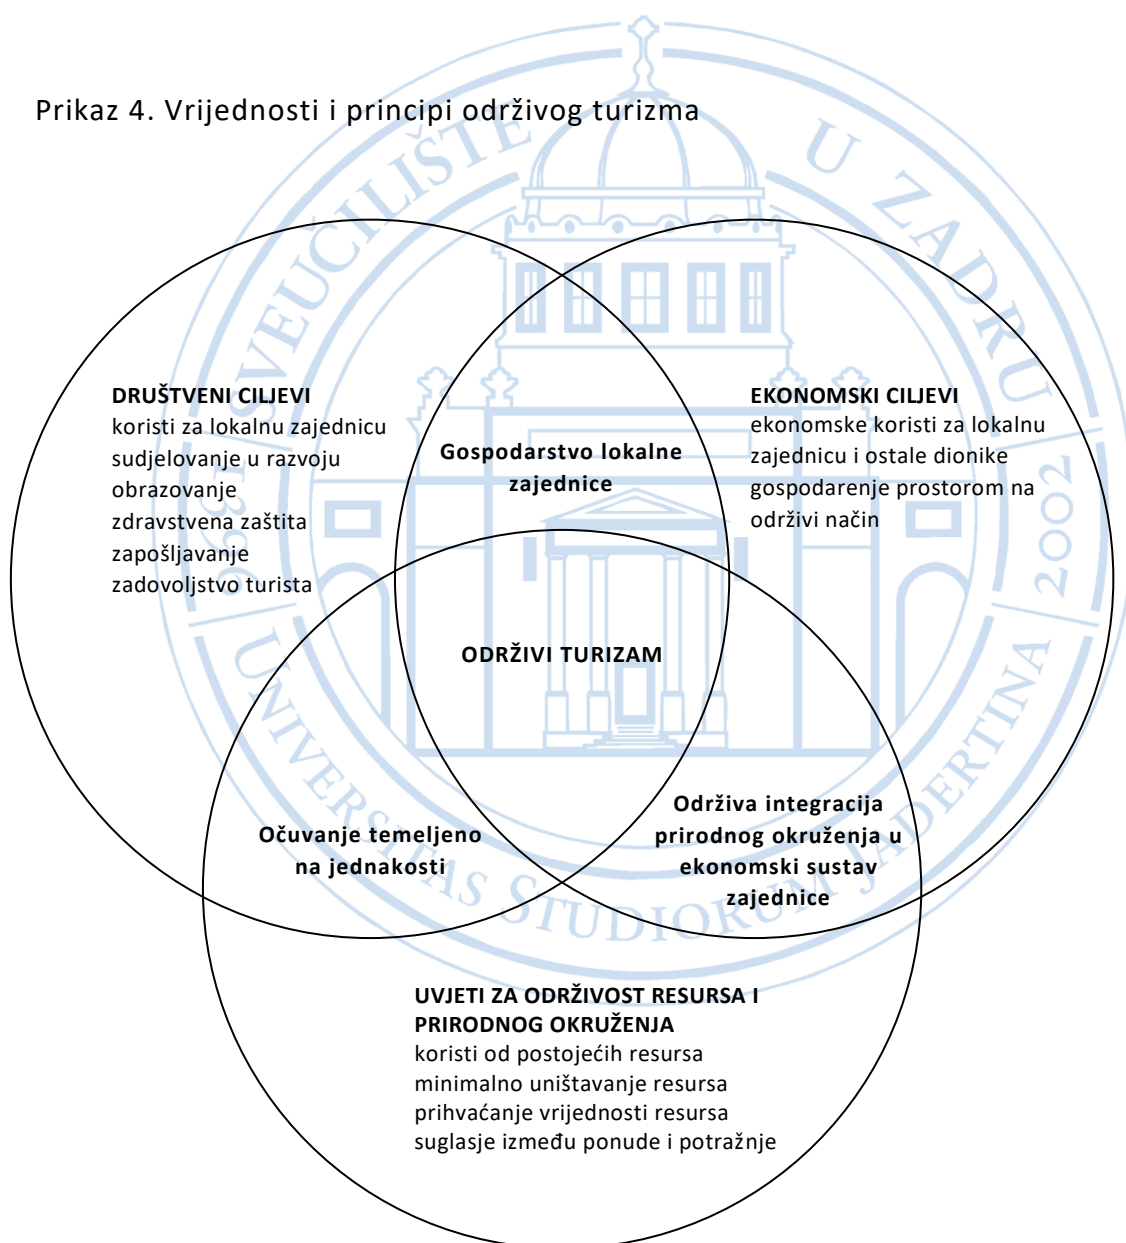 Prikaz 4. Vrijednosti i principi održivog turizma
SVEUČILIŠTE U ZADRU
DRUŠTVENI CILJEVI
koristi za lokalnu zajednicu
sudjelovanje u razvoju
obrazovanje
zdravstvena zaštita
zapošljavanje
zadovoljstvo turista
Gospodarstvo lokalne
zajednice
EKONOMSKI CILJEVI
ekonomske koristi za lokalnu
zajednicu i ostale dionike
gospodarenje prostorom na
održivi način
1396
2002
ODRŽIVI TURIZAM
Očuvanje temeljeno
na jednakosti
Održiva integracija
prirodnog okruženja u
ekonomski sustav
zajednice
UNIVERSITAS STUDIORUM JADERTINA
UVJETI ZA ODRŽIVOST RESURSA I
PRIRODNOG OKRUŽENJA
koristi od postojećih resursa
minimalno uništavanje resursa
prihvaćanje vrijednosti resursa
suglasje između ponude i potražnje